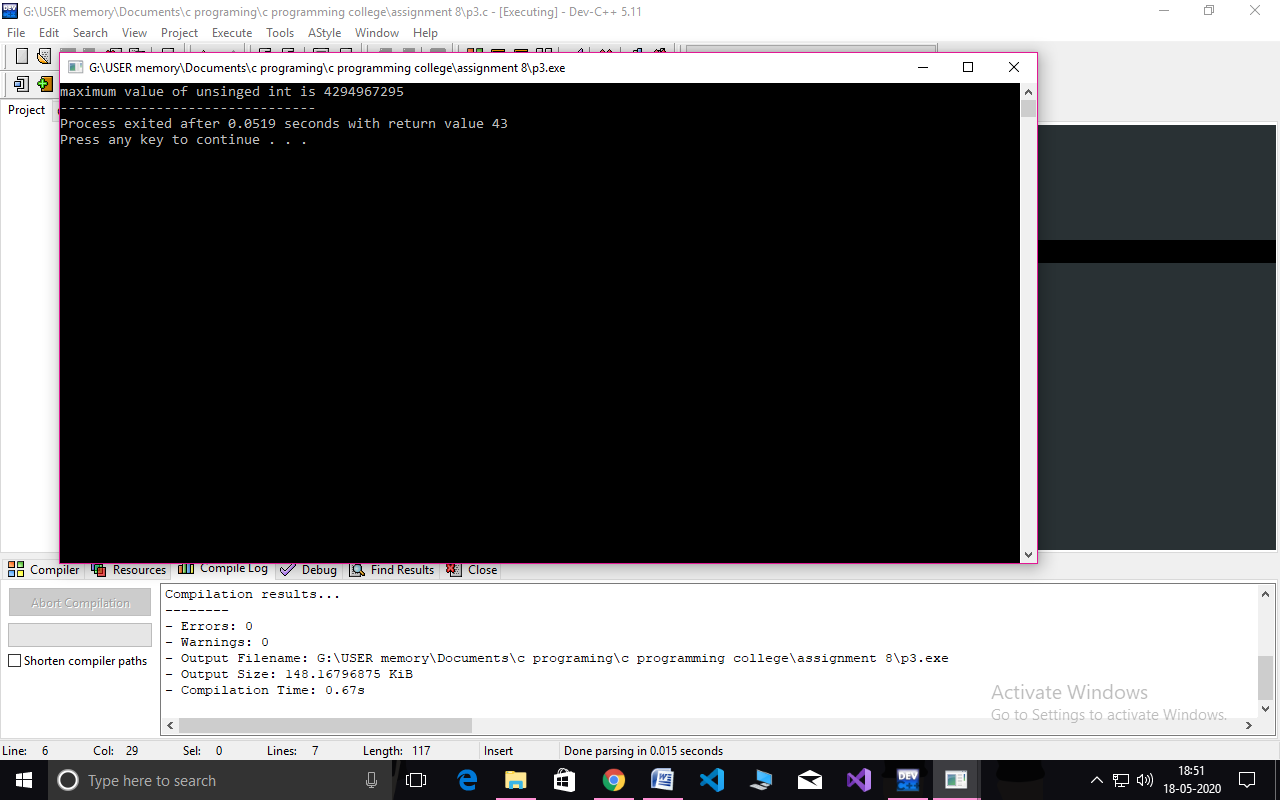 G:\USER memory\Documents\c programing\c programming college\assignment 8\p3.c - [Executing] - Dev-C++ 5.11
File Edit Search View Project Execute Tools AStyle Window Help
G:\USER memory\Documents\c programing\c programming college\assignment 8\p3.exe
Project
maximum value of unsinged int is 4294967295
--------------------------------
Process exited after 0.0519 seconds with return value 43
Press any key to continue . . .
Compiler Resources Compile Log Debug Find Results Close
Abort Compilation
Shorten compiler paths
Compilation results...
--------
- Errors: 0
- Warnings: 0
- Output Filename: G:\USER memory\Documents\c programing\c programming college\assignment 8\p3.exe
- Output Size: 148.16796875 KiB
- Compilation Time: 0.67s
Activate Windows
Go to Settings to activate Windows.
Line: 6 Col: 29 Sel: 0 Lines: 7 Length: 117 Insert Done parsing in 0.015 seconds
Type here to search
DEV
18:51
18-05-2020